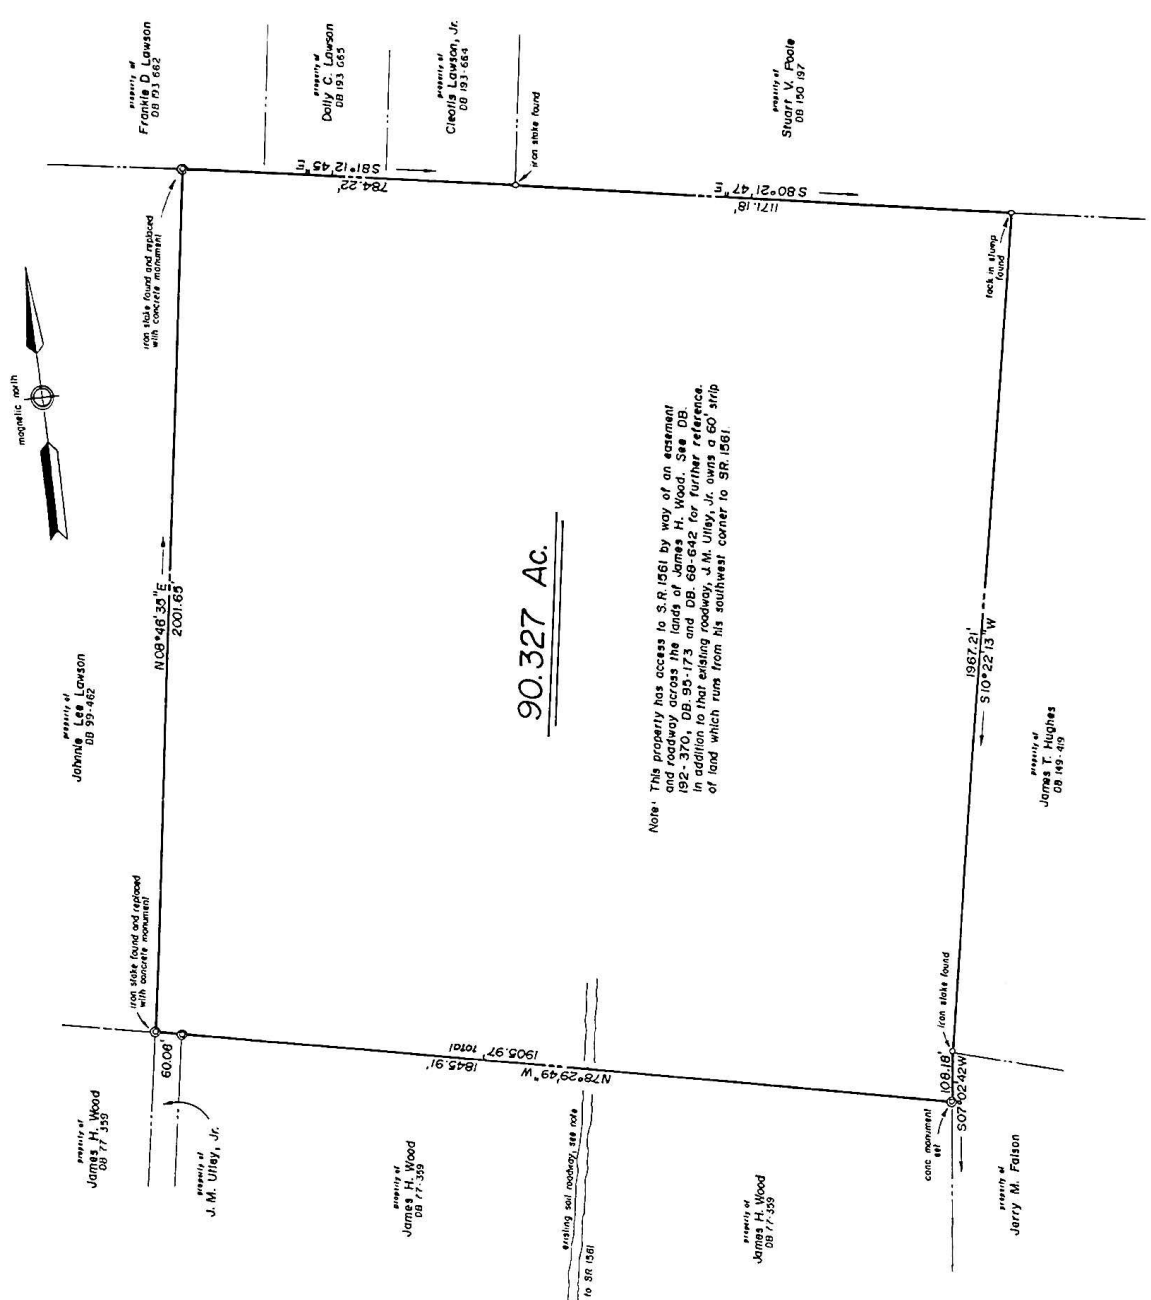 property of
Frankie D. Lawson
DB 193 662
property of
Dolly C. Lawson
DB 193 665
property of
Cleotis Lawson, Jr.
DB 193-664
iron stake found
property of
Stuart V. Poole
DB 150 197
S81°12'45"E
784.22'
S80°21'47"E
1171.18'
iron stake found and replaced
with concrete monument
tack in stump
found
magnetic north
N08°46'35"E
2001.65'
property of
Johnnie Lee Lawson
DB 99-462
90.327 Ac.
Note: This property has access to S.R. 1561 by way of an easement
and roadway across the lands of James H. Wood. See DB.
192-370, DB. 95-173 and DB. 68-642 for further reference.
In addition to that existing roadway, J.M. Utley, Jr. owns a 60' strip
of land which runs from his southwest corner to SR. 1561.
1967.21'
S10°22'13"W
property of
James T. Hughes
DB 149-419
iron stake found and replaced
with concrete monument
60.06'
1905.97' total
1845.91'
N78°29'49"W
iron stake found
108.18'
S07°02'42W
conc monument
set
property of
James H. Wood
DB 77 359
property of
J. M. Utley, Jr.
property of
James H. Wood
DB 77-359
existing soil roadway, see note
to SR 1561
property of
James H. Wood
DB 77-359
property of
Jerry M. Faison